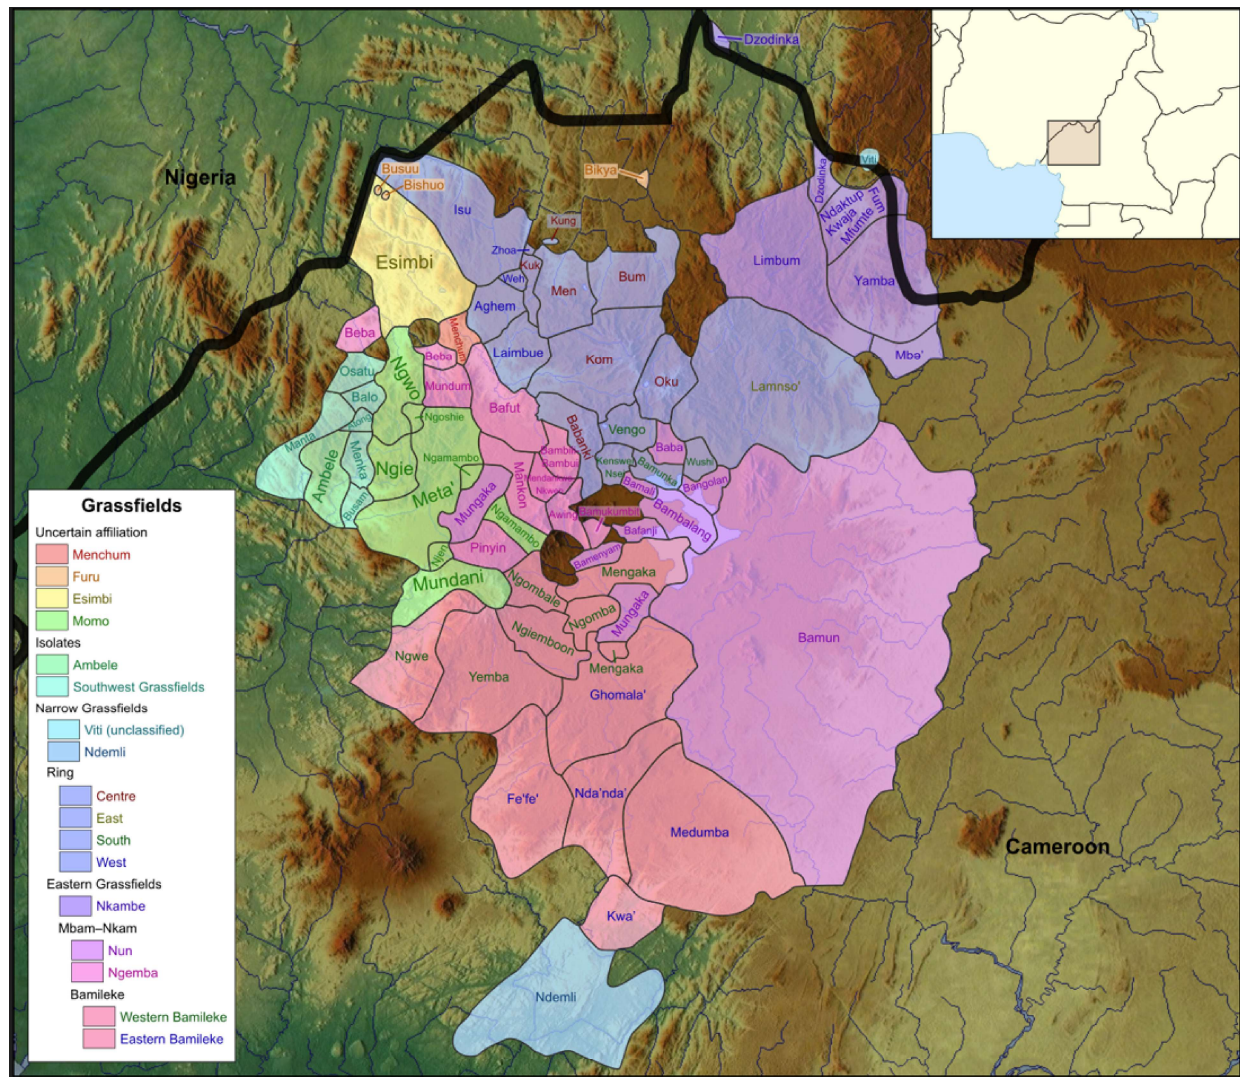 Dzodinka
Nigeria
Busuu
Bishuo
Bikya
Viti
Dzodinka
Ndaktup
Kwaja
Mfumte
Fum
Isu
Kung
Zhoa
Kuk
Weh
Esimbi
Men
Bum
Limbum
Yamba
Aghem
Mbə'
Beba
Menchum
Beba
Laimbue
Kom
Oku
Lamnso'
Osatu
Ngwo
Mundum
Balo
Bafut
Ngoshie
Babanki
Vengo
Baba
Manta
Ambele
Menka
Ngie
Ngamambo
Bambui
Wushi
Bamunka
Mankon
Bamali
Bangolan
Busam
Meta'
Mungaka
Ngamambo
Awing
Bamukumbit
Bambalang
Bafanji
Njen
Pinyin
Bamenyam
Mundani
Ngombale
Mengaka
Ngomba
Mungaka
Ngiemboon
Bamun
Ngwe
Yemba
Mengaka
Ghomala'
Fe'fe'
Nda'nda'
Medumba
Cameroon
Kwa'
Ndemli
Grassfields
Uncertain affiliation
Menchum
Furu
Esimbi
Momo
Isolates
Ambele
Southwest Grassfields
Narrow Grassfields
Viti (unclassified)
Ndemli
Ring
Centre
East
South
West
Eastern Grassfields
Nkambe
Mbam–Nkam
Nun
Ngemba
Bamileke
Western Bamileke
Eastern Bamileke